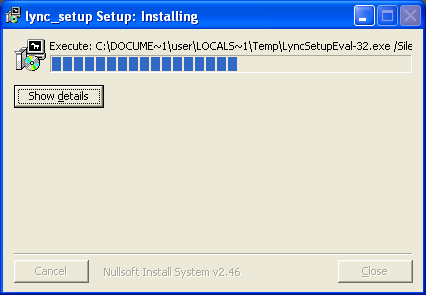 lync_setup Setup: Installing
Execute: C:\DOCUME~1\user\LOCALS~1\Temp\LyncSetupEval-32.exe /Sile
Show details
Cancel
Nullsoft Install System v2.46
Close